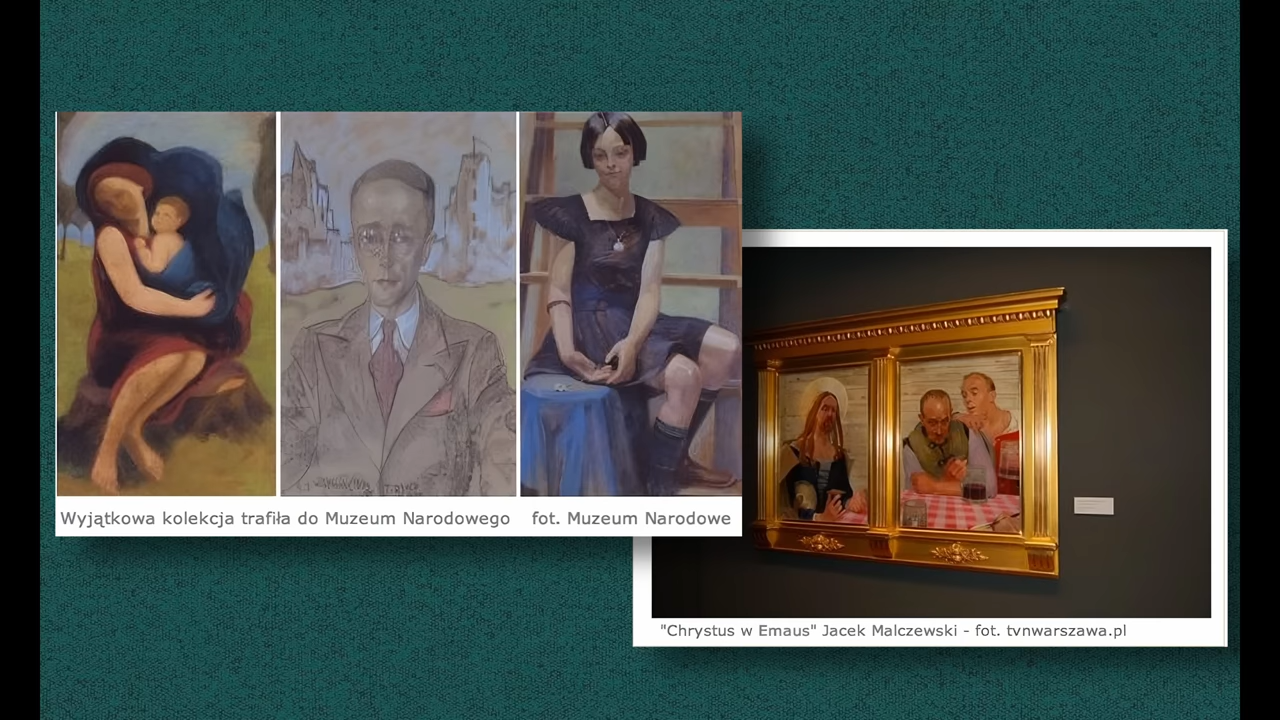 Wyjątkowa kolekcja trafiła do Muzeum Narodowego fot. Muzeum Narodowe
"Chrystus w Emaus" Jacek Malczewski - fot. tvnwarszawa.pl